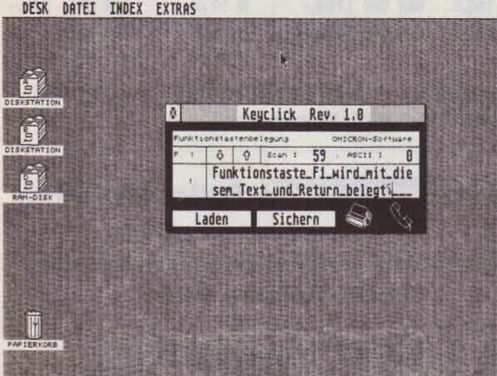 DESK DATEI INDEX EXTRAS
DISKSTATION
DISKSTATION
RAM-DISK
PAPIERKORB
Keyclick Rev. 1.0
Funktionstastenbelegung OMICRON-Software
F 1 Scan : 59 ASCII : 0
Funktionstaste_F1_wird_mit_die
sem_Text_und_Return_belegt
Laden Sichern